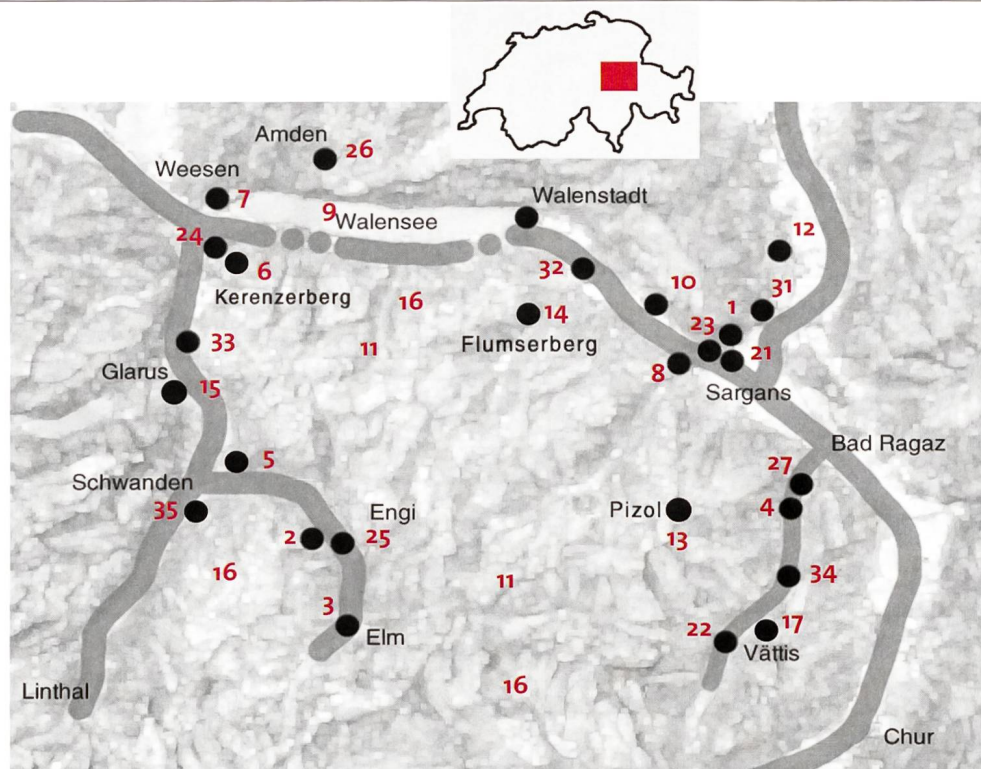 Amden
26
Weesen
7
Walenstadt
9
Walensee
12
24
6
32
10
31
Kerenzerberg
16
14
1
23
33
11
Flumserberg
21
8
Glarus
15
Sargans
Bad Ragaz
5
27
Schwanden
35
Engi
Pizol
4
2
25
13
16
11
34
3
22
17
Elm
Vättis
16
Linthal
Chur